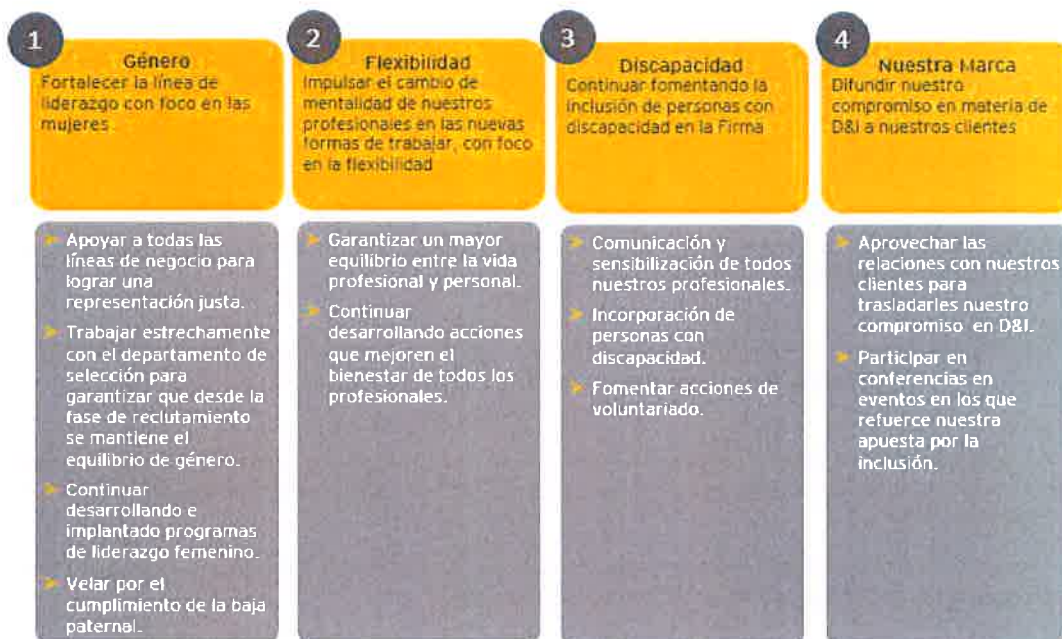 1
Género
Fortalecer la línea de
liderazgo con foco en las
mujeres
Apoyar a todas las
líneas de negocio para
lograr una
representación justa.
Trabajar estrechamente
con el departamento de
selección para
garantizar que desde la
fase de reclutamiento
se mantiene el
equilibrio de género.
Continuar
desarrollando e
implantado programas
de liderazgo femenino.
Velar por el
cumplimiento de la baja
paternal.
2
Flexibilidad
Impulsar el cambio de
mentalidad de nuestros
profesionales en las nuevas
formas de trabajar, con foco
en la flexibilidad
Garantizar un mayor
equilibrio entre la vida
profesional y personal.
Continuar
desarrollando acciones
que mejoren el
bienestar de todos los
profesionales.
3
Discapacidad
Continuar fomentando la
inclusión de personas con
discapacidad en la Firma
Comunicación y
sensibilización de todos
nuestros profesionales.
Incorporación de
personas con
discapacidad.
Fomentar acciones de
voluntariado.
4
Nuestra Marca
Difundir nuestro
compromiso en materia de
D&I a nuestros clientes
Aprovechar las
relaciones con nuestros
clientes para
trasladarles nuestro
compromiso en D&I.
Participar en
conferencias en
eventos en los que
refuerce nuestra
apuesta por la
inclusión.